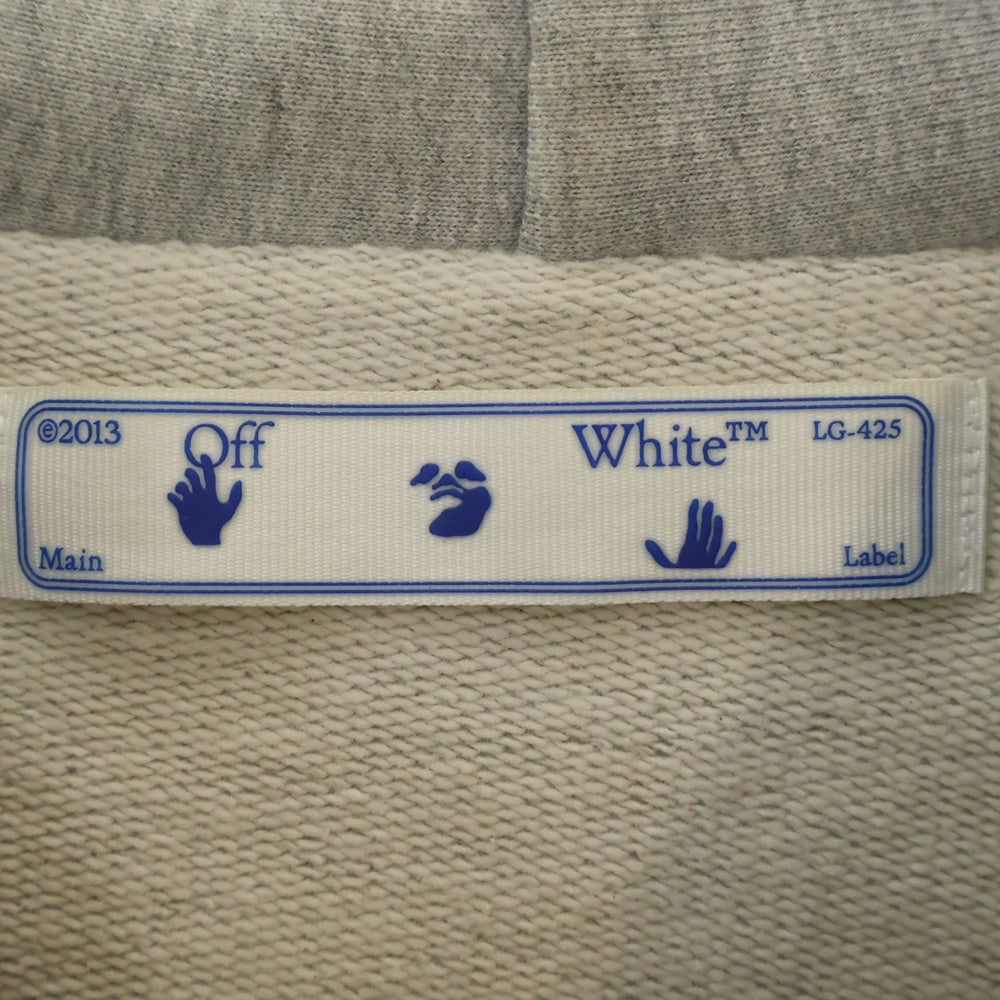 ©2013 Off White™ LG-425
Main Label